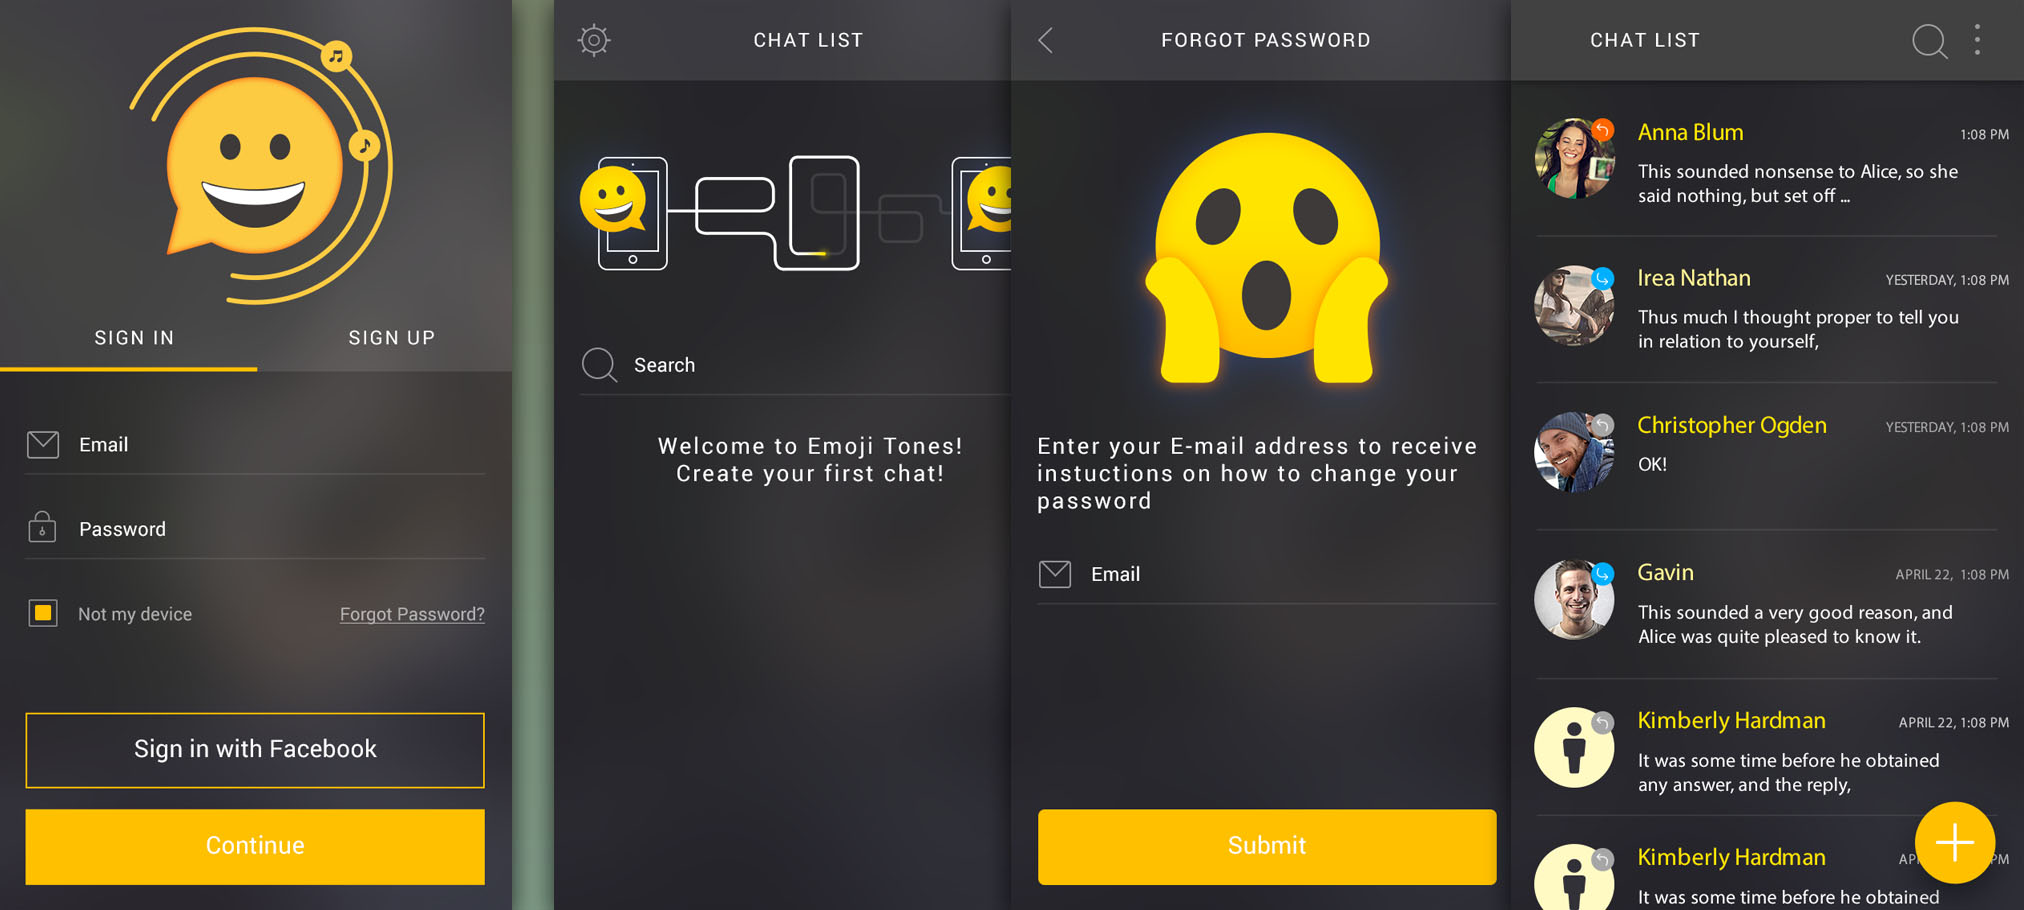 SIGN IN
SIGN UP
Email
Password
Not my device
Forgot Password?
Sign in with Facebook
Continue
CHAT LIST
Search
Welcome to Emoji Tones!
Create your first chat!
FORGOT PASSWORD
Enter your E-mail address to receive
instuctions on how to change your
password
Email
Submit
CHAT LIST
Anna Blum
1:08 PM
This sounded nonsense to Alice, so she
said nothing, but set off ...
Irea Nathan
YESTERDAY, 1:08 PM
Thus much I thought proper to tell you
in relation to yourself,
Christopher Ogden
YESTERDAY, 1:08 PM
OK!
Gavin
APRIL 22, 1:08 PM
This sounded a very good reason, and
Alice was quite pleased to know it.
Kimberly Hardman
APRIL 22, 1:08 PM
It was some time before he obtained
any answer, and the reply,
Kimberly Hardman
PM
It was some time before he obtained